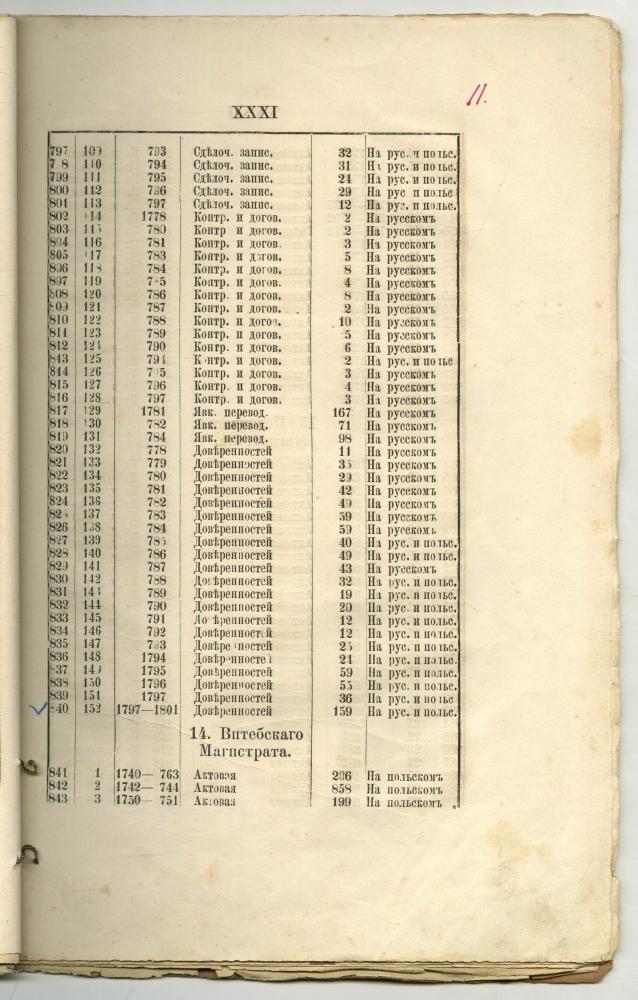 11.
XXXI
797 109 793 Сдѣлоч. запис. 32 На рус. и польс.
7 8 110 794 Сдѣлоч. запис. 31 На рус. и польс.
799 111 795 Сдѣлоч. запис. 24 На рус. и польс.
800 112 796 Сдѣлоч. запис. 29 На рус и польс
801 113 797 Сдѣлоч. запис. 12 На рус. и польс.
802 114 1778 Контр. и догов. 2 На русскомъ
803 115 780 Контр и догов. 2 На русскомъ
804 116 781 Контр. и догов. 3 На русскомъ
805 117 783 Контр. и догов. 5 На русскомъ
806 118 784 Контр. и догов. 8 На русскомъ
807 119 7 5 Контр. и догов. 4 На русскомъ
808 120 786 Контр. и догов. 8 На русскомъ
809 121 787 Контр. и догов. 2 На русскомъ
810 122 788 Контр. и догов. 10 На русскомъ
811 123 789 Контр. и догов. 5 На русскомъ
812 124 790 Контр. и догов. 6 На русскомъ
813 125 791 Контр. и догов. 2 На рус. и польс
814 126 7 5 Контр. и догов. 3 На русскомъ
815 127 796 Контр. и догов. 4 На русскомъ
816 128 797 Контр. и догов. 3 На русскомъ
817 129 1781 Явк. перевод. 167 На русскомъ
818 130 782 Явк. перевод. 71 На русскомъ
819 131 784 Явк. перевод. 98 На русскомъ
820 132 778 Довѣренностей 11 На русскомъ
821 133 779 Довѣренностей 35 На русскомъ
822 134 780 Довѣренностей 29 На русскомъ
823 135 781 Довѣренностей 42 На русскомъ
824 136 782 Довѣренностей 49 На русскомъ
825 137 783 Довѣренностей 59 На русскомъ
826 138 784 Довѣренностей 59 На русскомъ
827 139 785 Довѣренностей 40 На рус. и польс.
828 140 786 Довѣренностей 49 На рус. и польс.
829 141 787 Довѣренностей 43 На русскомъ
830 142 788 Довѣренностей 32 На рус. и польс.
831 143 789 Довѣренностей 19 На рус. и польс.
832 144 790 Довѣренностей 20 На рус. и польс.
833 145 791 Довѣренностей 12 На рус. и польс.
834 146 792 Довѣренностей 12 На рус. и польс.
835 147 793 Довѣренностей 25 На рус. и польс.
836 148 1794 Довѣренностей 21 На рус. и польс.
837 149 1795 Довѣренностей 59 На рус. и польс.
838 150 1796 Довѣренностей 55 На рус. и польс
839 151 1797 Довѣренностей 36 На рус. и польс.
840 152 1797—1801 Довѣренностей 159 На рус. и польс.
14. Витебскаго
Магистрата.
841 1 1740— 763 Актовая 206 На польскомъ
842 2 1742— 744 Актовая 858 На польскомъ
843 3 1750— 751 Актовая 199 На польскомъ